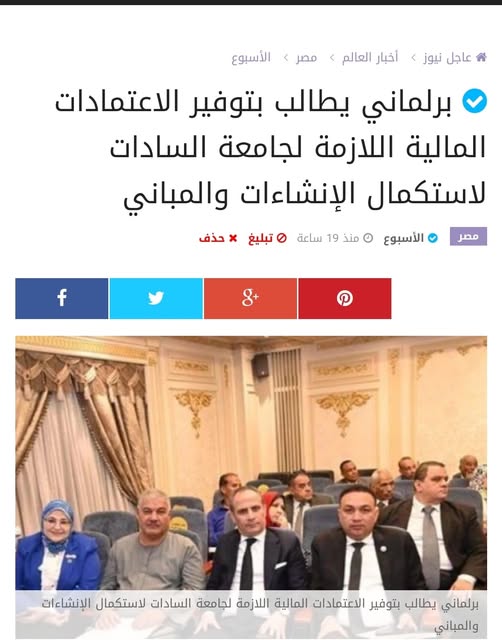 عاجل نيوز › أخبار العالم › مصر › الأسبوع
برلماني يطالب بتوفير الاعتمادات
المالية اللازمة لجامعة السادات
لاستكمال الإنشاءات والمباني
مصر الأسبوع منذ 19 ساعة تبليغ حذف
f g+
برلماني يطالب بتوفير الاعتمادات المالية اللازمة لجامعة السادات لاستكمال الإنشاءات
والمباني